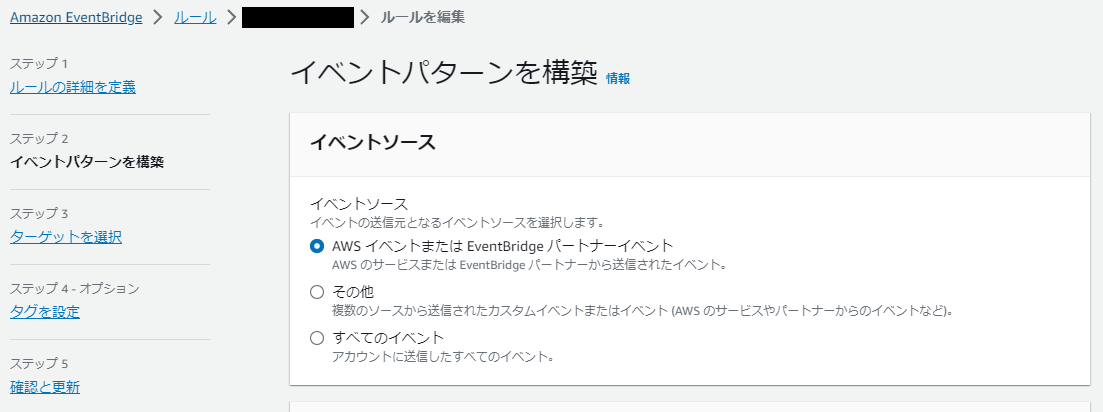 Amazon EventBridge > ルール > > ルールを編集
ステップ 1
ルールの詳細を定義
ステップ 2
イベントパターンを構築
ステップ 3
ターゲットを選択
ステップ 4 - オプション
タグを設定
ステップ 5
確認と更新
イベントパターンを構築 情報
イベントソース
イベントソース
イベントの送信元となるイベントソースを選択します。
AWS イベントまたは EventBridge パートナーイベント
AWS のサービスまたは EventBridge パートナーから送信されたイベント。
その他
複数のソースから送信されたカスタムイベントまたはイベント (AWS のサービスやパートナーからのイベントなど)。
すべてのイベント
アカウントに送信したすべてのイベント。